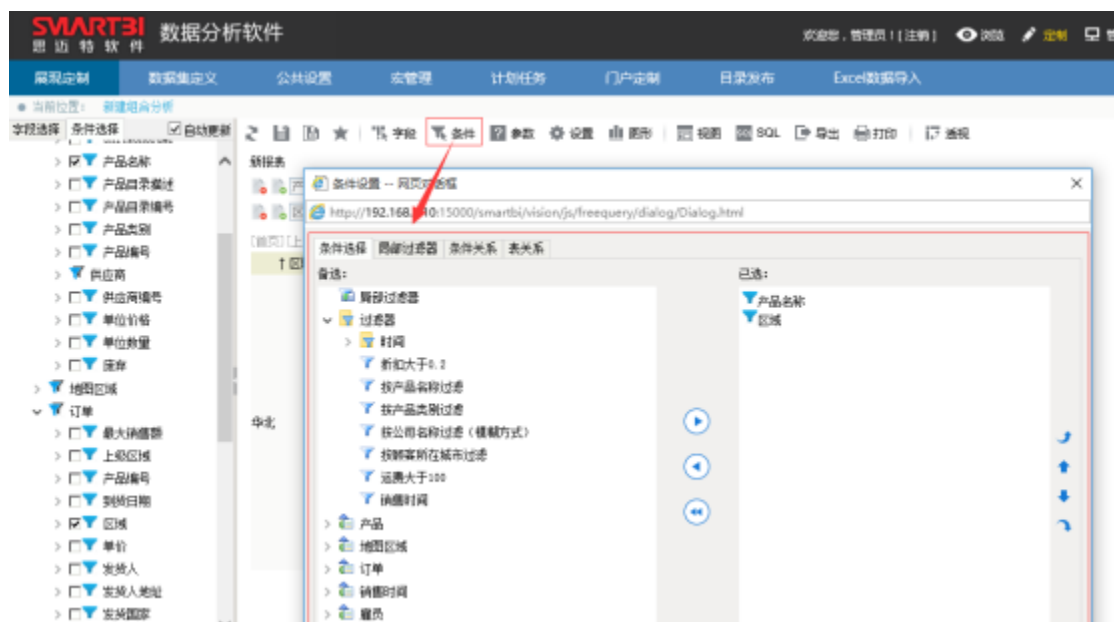 SMARTBI 数据分析软件
思迈特软件
欢迎您，管理员！[注销] 浏览 定制
展现定制 数据集定义 公共设置 宏管理 计划任务 门户定制 目录发布 Excel数据导入
当前位置： 新建组合分析
字段选择 条件选择 自动更新
字段 条件 参数 设置 图形 视图 SQL 导出 打印 透视
产品名称
产品目录描述
产品目录编号
产品类别
产品编号
供应商
供应商编号
单位价格
单位数量
废弃
地图区域
订单
最大销售额
上级区域
产品编号
到货日期
区域
单价
发货人
发货人地址
发货国家
新报表
产
区
[首页][上
↑区
华北
条件设置 -- 网页对话框
条件选择 局部过滤器 条件关系 表关系
备选：
局部过滤器
过滤器
时间
折扣大于0.2
按产品名称过滤
按产品类别过滤
按公司名称过滤（模糊方式）
按顾客所在城市过滤
运费大于100
销售时间
产品
地图区域
订单
销售时间
雇员
已选：
产品名称
区域